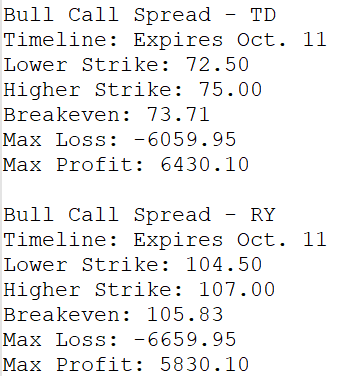 Bull Call Spread - TD
Timeline: Expires Oct. 11
Lower Strike: 72.50
Higher Strike: 75.00
Breakeven: 73.71
Max Loss: -6059.95
Max Profit: 6430.10

Bull Call Spread - RY
Timeline: Expires Oct. 11
Lower Strike: 104.50
Higher Strike: 107.00
Breakeven: 105.83
Max Loss: -6659.95
Max Profit: 5830.10